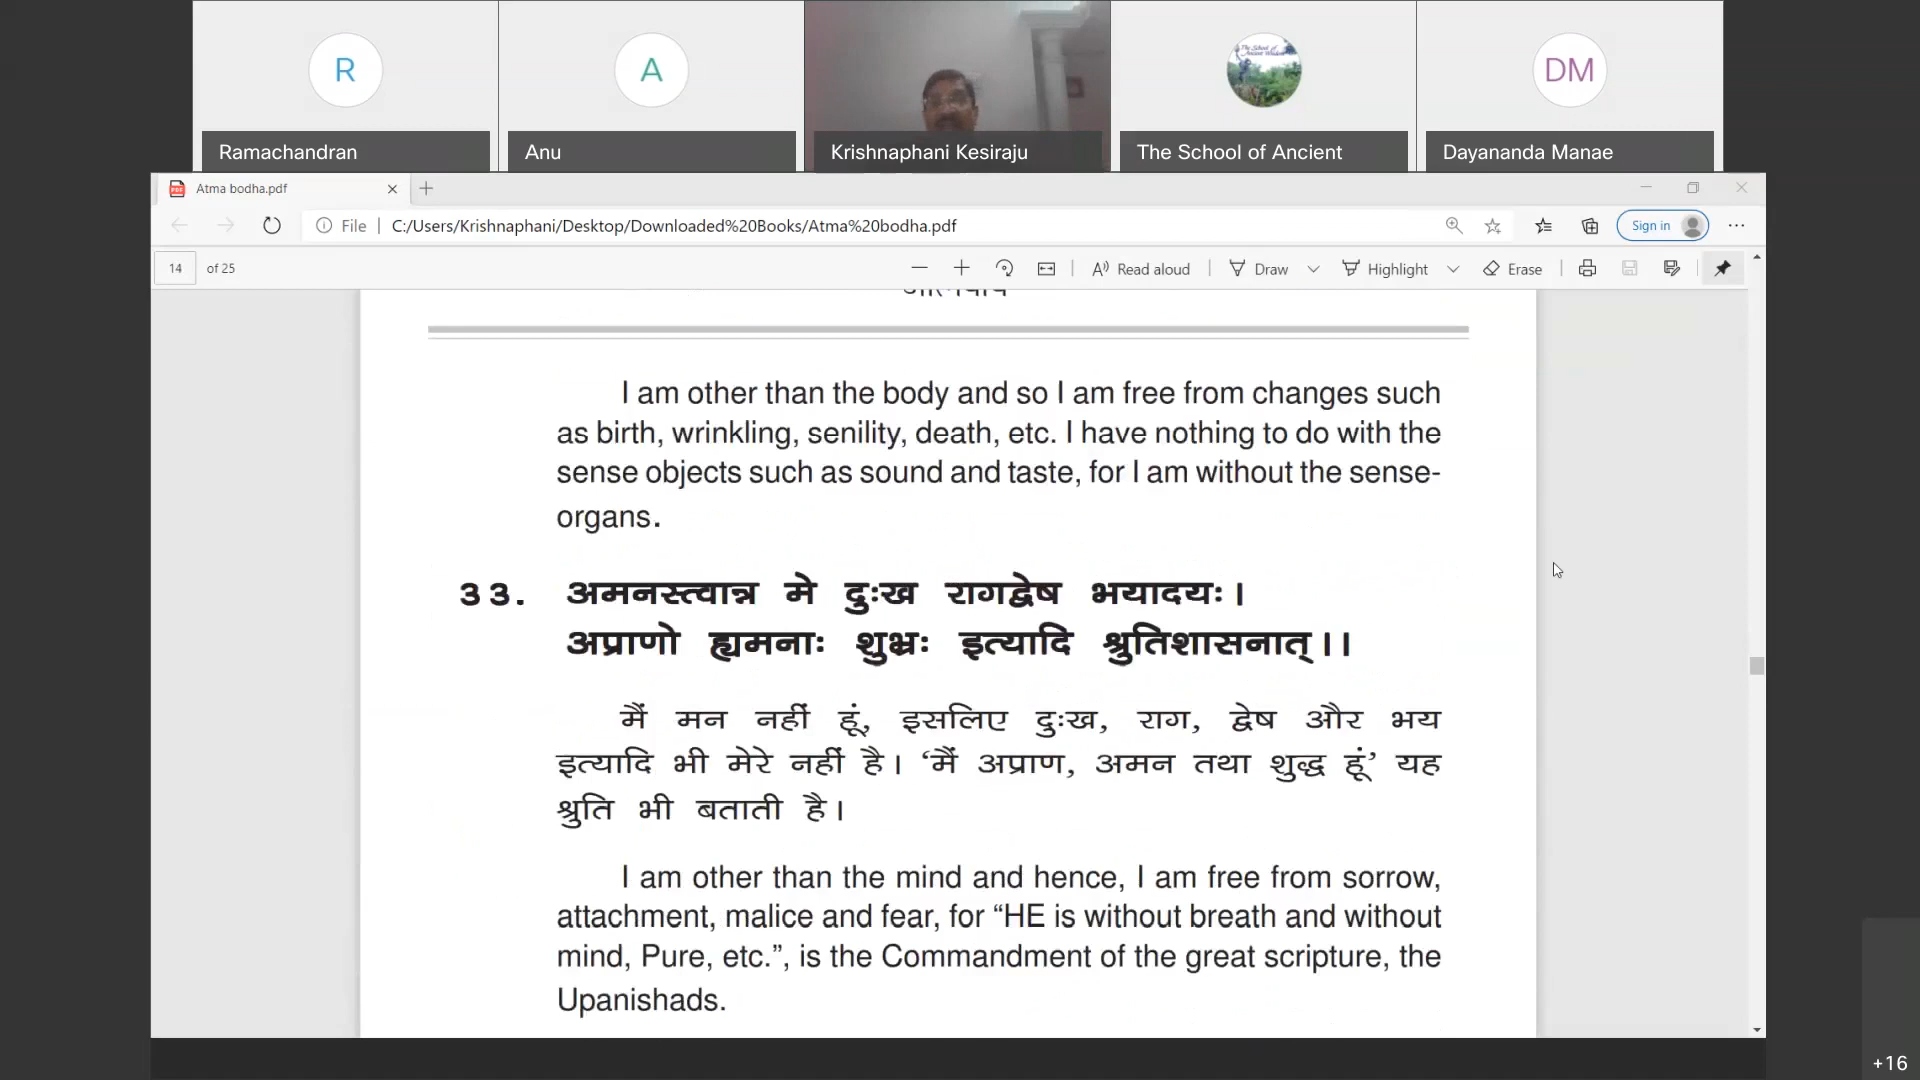 R
A
The School of
Ancient Wisdom
DM
Ramachandran
Anu
Krishnaphani Kesiraju
The School of Ancient
Dayananda Manae
Atma bodha.pdf
File | C:/Users/Krishnaphani/Desktop/Downloaded%20Books/Atma%20bodha.pdf
Sign in
14 of 25
Read aloud
Draw
Highlight
Erase
I am other than the body and so I am free from changes such
as birth, wrinkling, senility, death, etc. I have nothing to do with the
sense objects such as sound and taste, for I am without the sense-
organs.
३३. अमनस्त्वान्न मे दुःख रागद्वेष भयादयः।
अप्राणो ह्यमनाः शुभ्रः इत्यादि श्रुतिशासनात्।।
मैं मन नहीं हूं, इसलिए दुःख, राग, द्वेष और भय
इत्यादि भी मेरे नहीं है। ‘मैं अप्राण, अमन तथा शुद्ध हूं’ यह
श्रुति भी बताती है।
I am other than the mind and hence, I am free from sorrow,
attachment, malice and fear, for “HE is without breath and without
mind, Pure, etc.”, is the Commandment of the great scripture, the
Upanishads.
+16